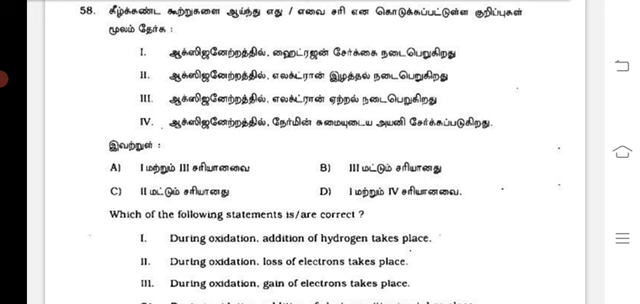 58. கீழ்க்கண்ட கூற்றுகளை ஆய்ந்து எது / எவை சரி என கொடுக்கப்பட்டுள்ள குறிப்புகள்
மூலம் தேர்க :
I. ஆக்ஸிஜனேற்றத்தில், ஹைட்ரஜன் சேர்க்கை நடைபெறுகிறது
II. ஆக்ஸிஜனேற்றத்தில், எலக்ட்ரான் இழத்தல் நடைபெறுகிறது
III. ஆக்ஸிஜனேற்றத்தில், எலக்ட்ரான் ஏற்றல் நடைபெறுகிறது
IV. ஆக்ஸிஜனேற்றத்தில், நேர்மின் சுமையுடைய அயனி சேர்க்கப்படுகிறது.
இவற்றுள் :
A) I மற்றும் III சரியானவை B) III மட்டும் சரியானது
C) II மட்டும் சரியானது D) I மற்றும் IV சரியானவை.
Which of the following statements is/are correct ?
I. During oxidation, addition of hydrogen takes place.
II. During oxidation, loss of electrons takes place.
III. During oxidation, gain of electrons takes place.